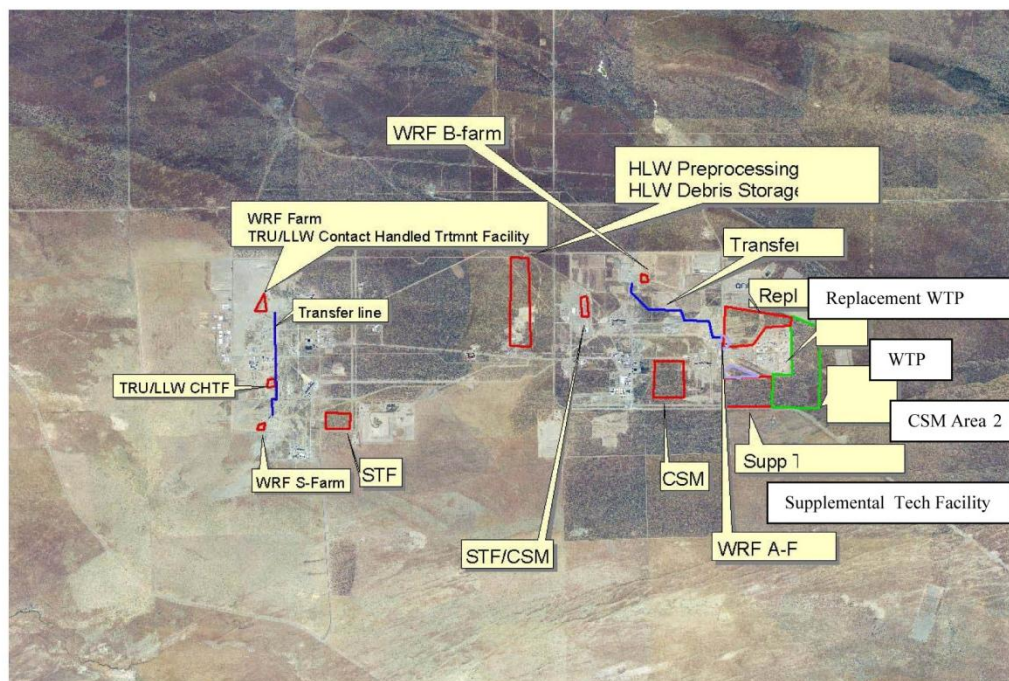 WRF B-farm
HLW Preprocessing
HLW Debris Storage
WRF Farm
TRU/LLW Contact Handled Trtmnt Facility
Transfer
Repl
Replacement WTP
Transfer line
WTP
TRU/LLW CHTF
CSM Area 2
WRF S-Farm
STF
CSM
Supp
Supplemental Tech Facility
STF/CSM
WRF A-F